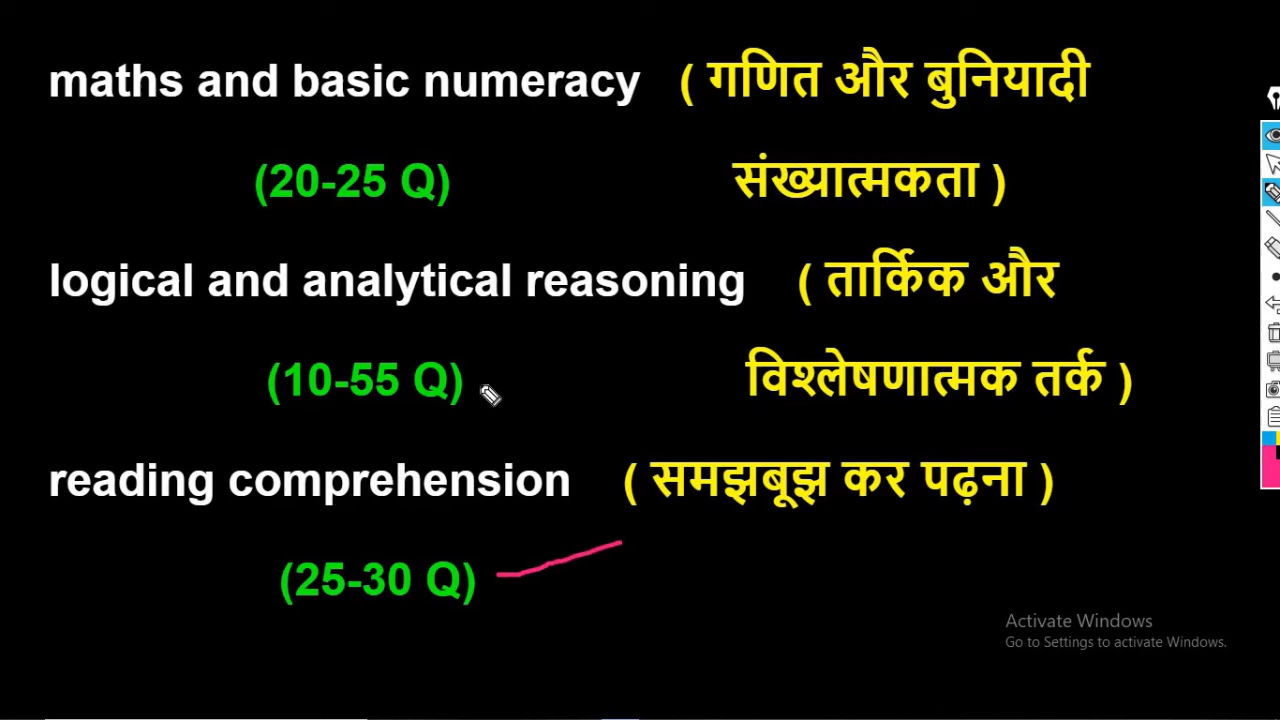 maths and basic numeracy ( गणित और बुनियादी
(20-25 Q) संख्यात्मकता )
logical and analytical reasoning ( तार्किक और
(10-55 Q) विश्लेषणात्मक तर्क )
reading comprehension ( समझबूझ कर पढ़ना )
(25-30 Q)
Activate Windows
Go to Settings to activate Windows.